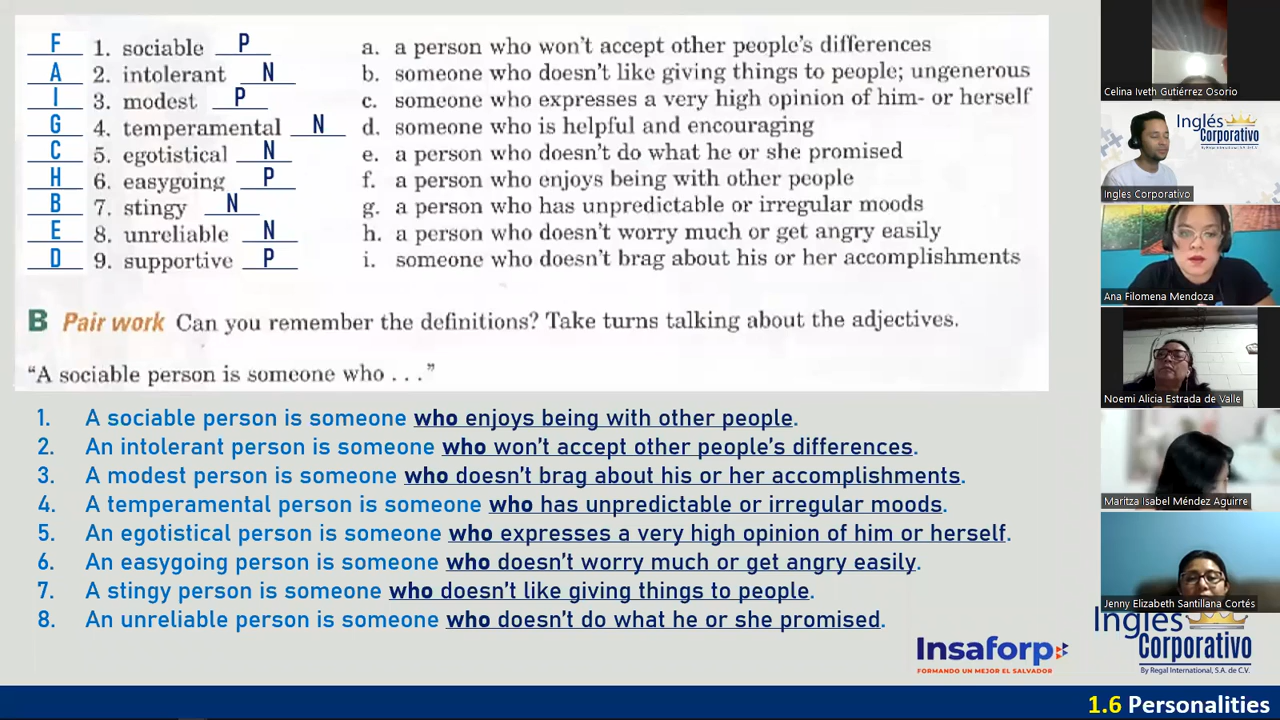 F 1. sociable P
A 2. intolerant N
I 3. modest P
G 4. temperamental N
C 5. egotistical N
H 6. easygoing P
B 7. stingy N
E 8. unreliable N
D 9. supportive P
a. a person who won't accept other people's differences
b. someone who doesn't like giving things to people; ungenerous
c. someone who expresses a very high opinion of him- or herself
d. someone who is helpful and encouraging
e. a person who doesn't do what he or she promised
f. a person who enjoys being with other people
g. a person who has unpredictable or irregular moods
h. a person who doesn't worry much or get angry easily
i. someone who doesn't brag about his or her accomplishments
B Pair work Can you remember the definitions? Take turns talking about the adjectives.
"A sociable person is someone who . . ."
1. A sociable person is someone who enjoys being with other people.
2. An intolerant person is someone who won't accept other people's differences.
3. A modest person is someone who doesn't brag about his or her accomplishments.
4. A temperamental person is someone who has unpredictable or irregular moods.
5. An egotistical person is someone who expresses a very high opinion of him or herself.
6. An easygoing person is someone who doesn't worry much or get angry easily.
7. A stingy person is someone who doesn't like giving things to people.
8. An unreliable person is someone who doesn't do what he or she promised.
Insaforp
FORMANDO UN MEJOR EL SALVADOR
Inglés
Corporativo
By Regal International, S.A. de C.V.
1.6 Personalities
Celina Iveth Gutiérrez Osorio
Inglés
Corporativo
By Regal International, S.A. de C.V.
Ingles Corporativo
Ana Filomena Mendoza
Noemi Alicia Estrada de Valle
Maritza Isabel Méndez Aguirre
Jenny Elizabeth Santillana Cortés